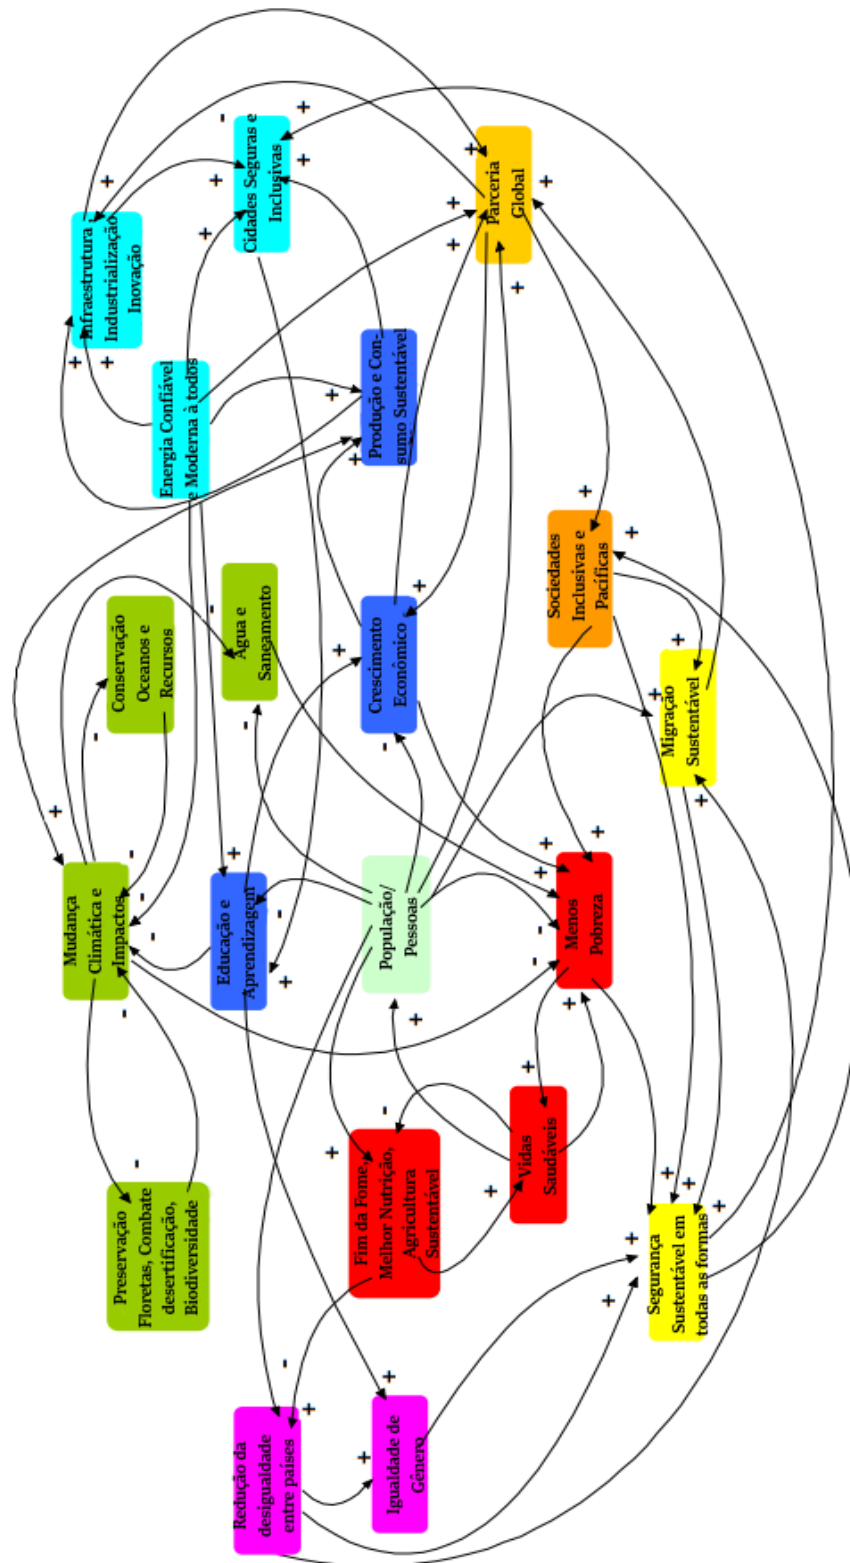 Infraestrutura
Industrialização
Inovação
Cidades Seguras e
Inclusivas
Parceria
Global
Energia Confiável
e Moderna à todos
Produção e Con-
sumo Sustentável
Conservação
Oceanos e
Recursos
Agua e
Saneamento
Crescimento
Econômico
Sociedades
Inclusivas e
Pacíficas
Migração
Sustentável
Mudança
Climática e
Impactos
Educação e
Aprendizagem
População/
Pessoas
Menos
Pobreza
Preservação
Floretas, Combate
desertificação,
Biodiversidade
Fim da Fome,
Melhor Nutrição,
Agricultura
Sustentável
Vidas
Saudáveis
Segurança
Sustentável em
todas as formas
Redução da
desigualdade
entre países
Igualdade de
Gênero